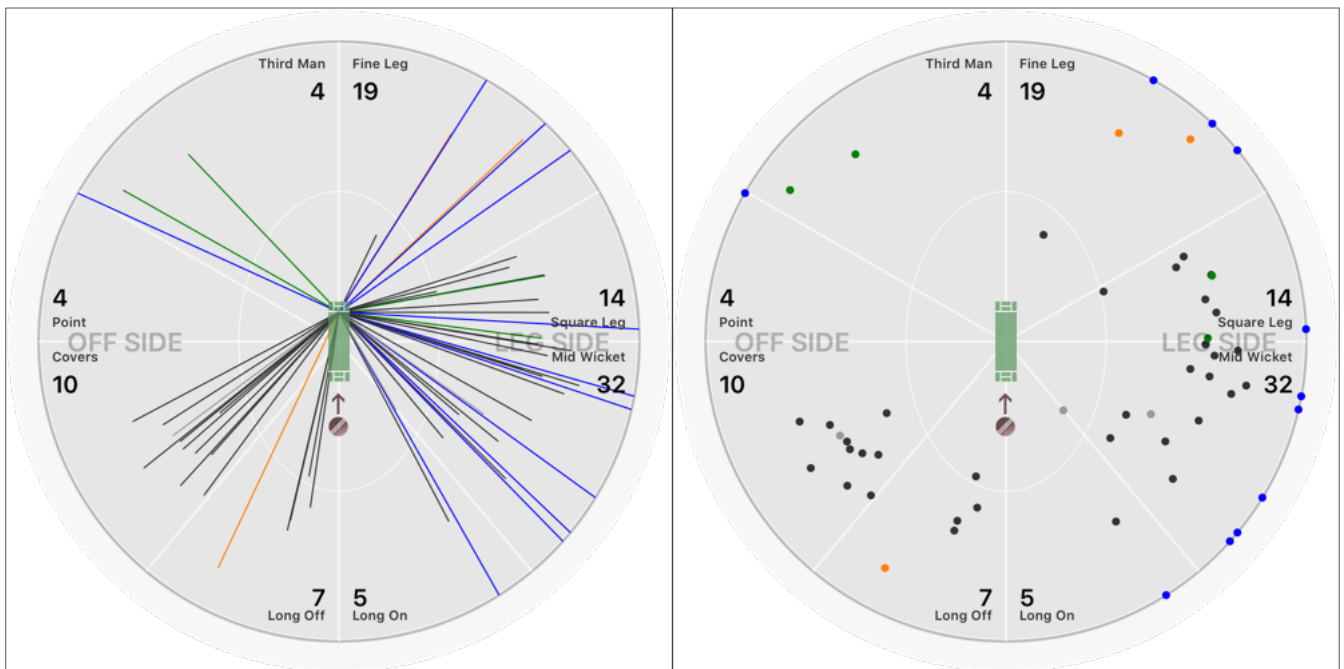 Third Man
Fine Leg
4
19
4
14
Point
Square Leg
OFF SIDE
LEG SIDE
Covers
Mid Wicket
10
32
7
5
Long Off
Long On
Third Man
Fine Leg
4
19
4
14
Point
Square Leg
OFF SIDE
LEG SIDE
Covers
Mid Wicket
10
32
7
5
Long Off
Long On